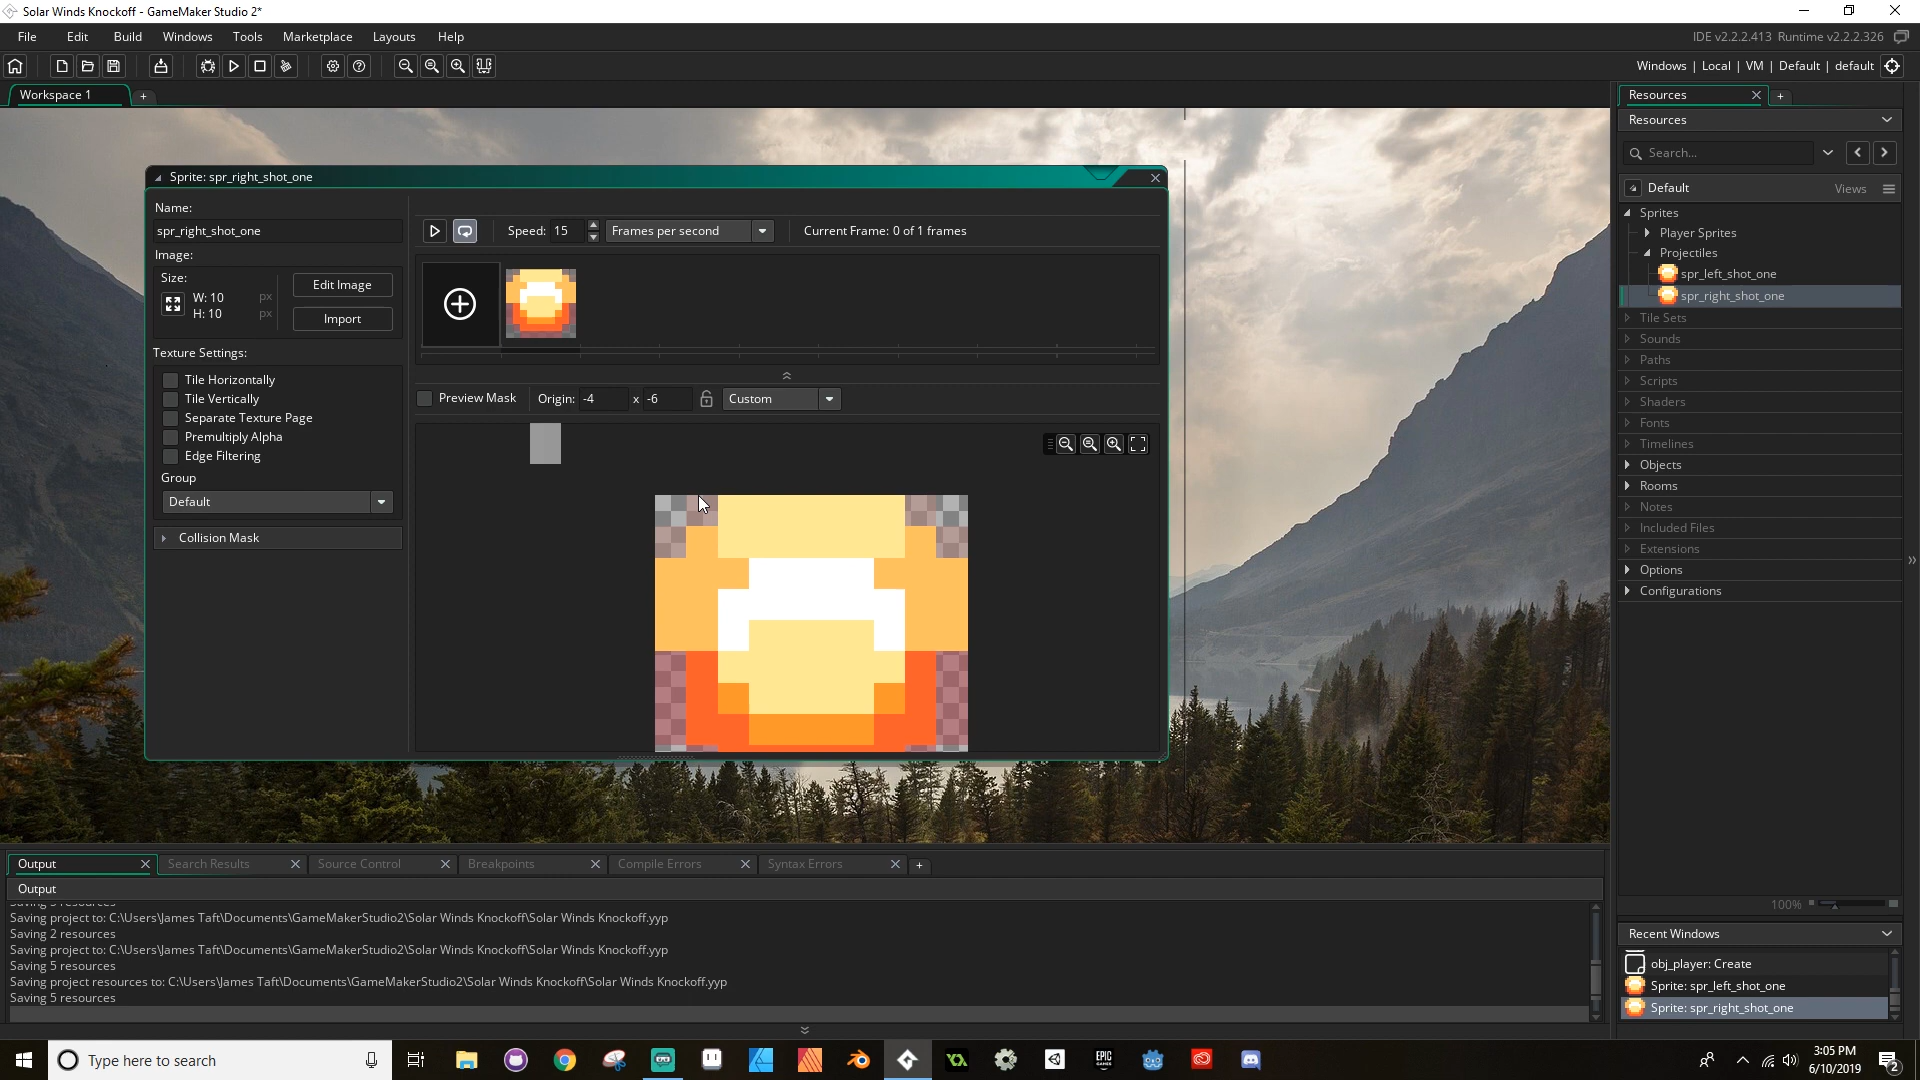 Solar Winds Knockoff - GameMaker Studio 2*
File Edit Build Windows Tools Marketplace Layouts Help
IDE v2.2.2.413 Runtime v2.2.2.326
Windows | Local | VM | Default | default
Workspace 1
Resources
Resources
Search...
Default
Views
Sprites
Player Sprites
Projectiles
spr_left_shot_one
spr_right_shot_one
Tile Sets
Sounds
Paths
Scripts
Shaders
Fonts
Timelines
Objects
Rooms
Notes
Included Files
Extensions
Options
Configurations
100%
Recent Windows
obj_player: Create
Sprite: spr_left_shot_one
Sprite: spr_right_shot_one
Sprite: spr_right_shot_one
Name:
spr_right_shot_one
Image:
Size:
W: 10 px
H: 10 px
Edit Image
Import
Texture Settings:
Tile Horizontally
Tile Vertically
Separate Texture Page
Premultiply Alpha
Edge Filtering
Group
Default
Collision Mask
Speed: 15 Frames per second
Current Frame: 0 of 1 frames
Preview Mask
Origin: -4 x -6 Custom
Output Search Results Source Control Breakpoints Compile Errors Syntax Errors
Output
Saving 5 resources
Saving project to: C:\Users\James Taft\Documents\GameMakerStudio2\Solar Winds Knockoff\Solar Winds Knockoff.yyp
Saving 2 resources
Saving project to: C:\Users\James Taft\Documents\GameMakerStudio2\Solar Winds Knockoff\Solar Winds Knockoff.yyp
Saving 5 resources
Saving project resources to: C:\Users\James Taft\Documents\GameMakerStudio2\Solar Winds Knockoff\Solar Winds Knockoff.yyp
Saving 5 resources
Type here to search
EPIC GAMES
3:05 PM
6/10/2019
2